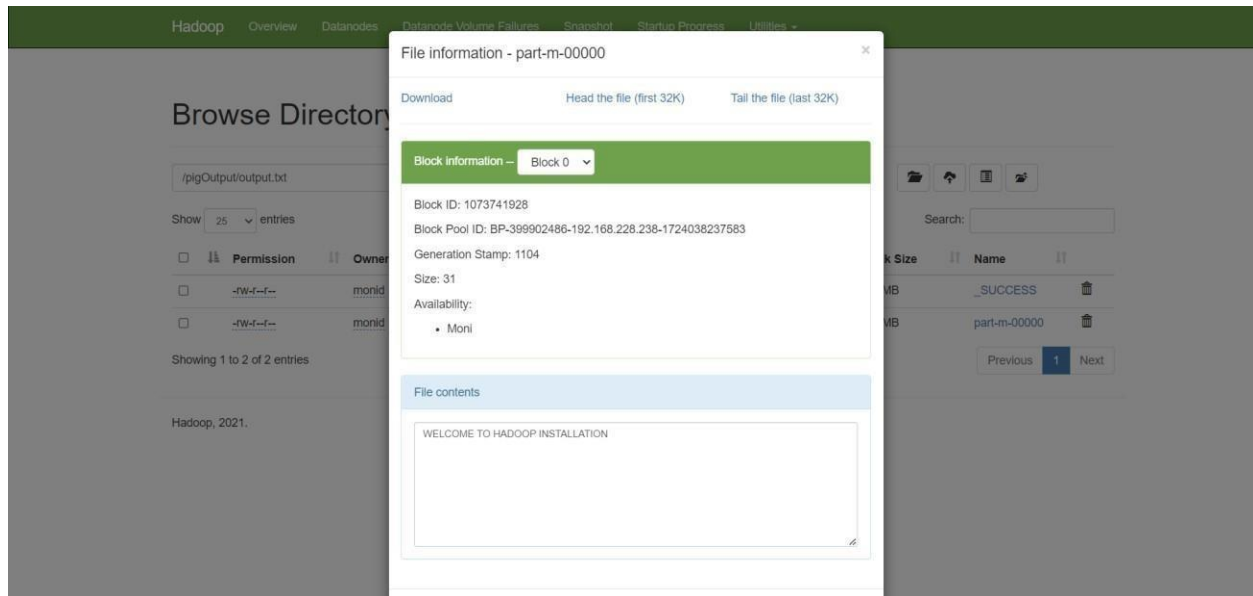 Hadoop Overview Datanodes Datanode Volume Failures Snapshot Startup Progress Utilities
File information - part-m-00000 ×
Download Head the file (first 32K) Tail the file (last 32K)
Browse Directory
Block information -- Block 0
/pigOutput/output.txt
Block ID: 1073741928
Show 25 entries Search:
Block Pool ID: BP-399902486-192.168.228.238-1724038237583
Permission Owner k Size Name
Generation Stamp: 1104
Size: 31
-rw-r--r-- monid MB _SUCCESS
Availability:
-rw-r--r-- monid MB part-m-00000
• Moni
Showing 1 to 2 of 2 entries Previous 1 Next
File contents
Hadoop, 2021.
WELCOME TO HADOOP INSTALLATION